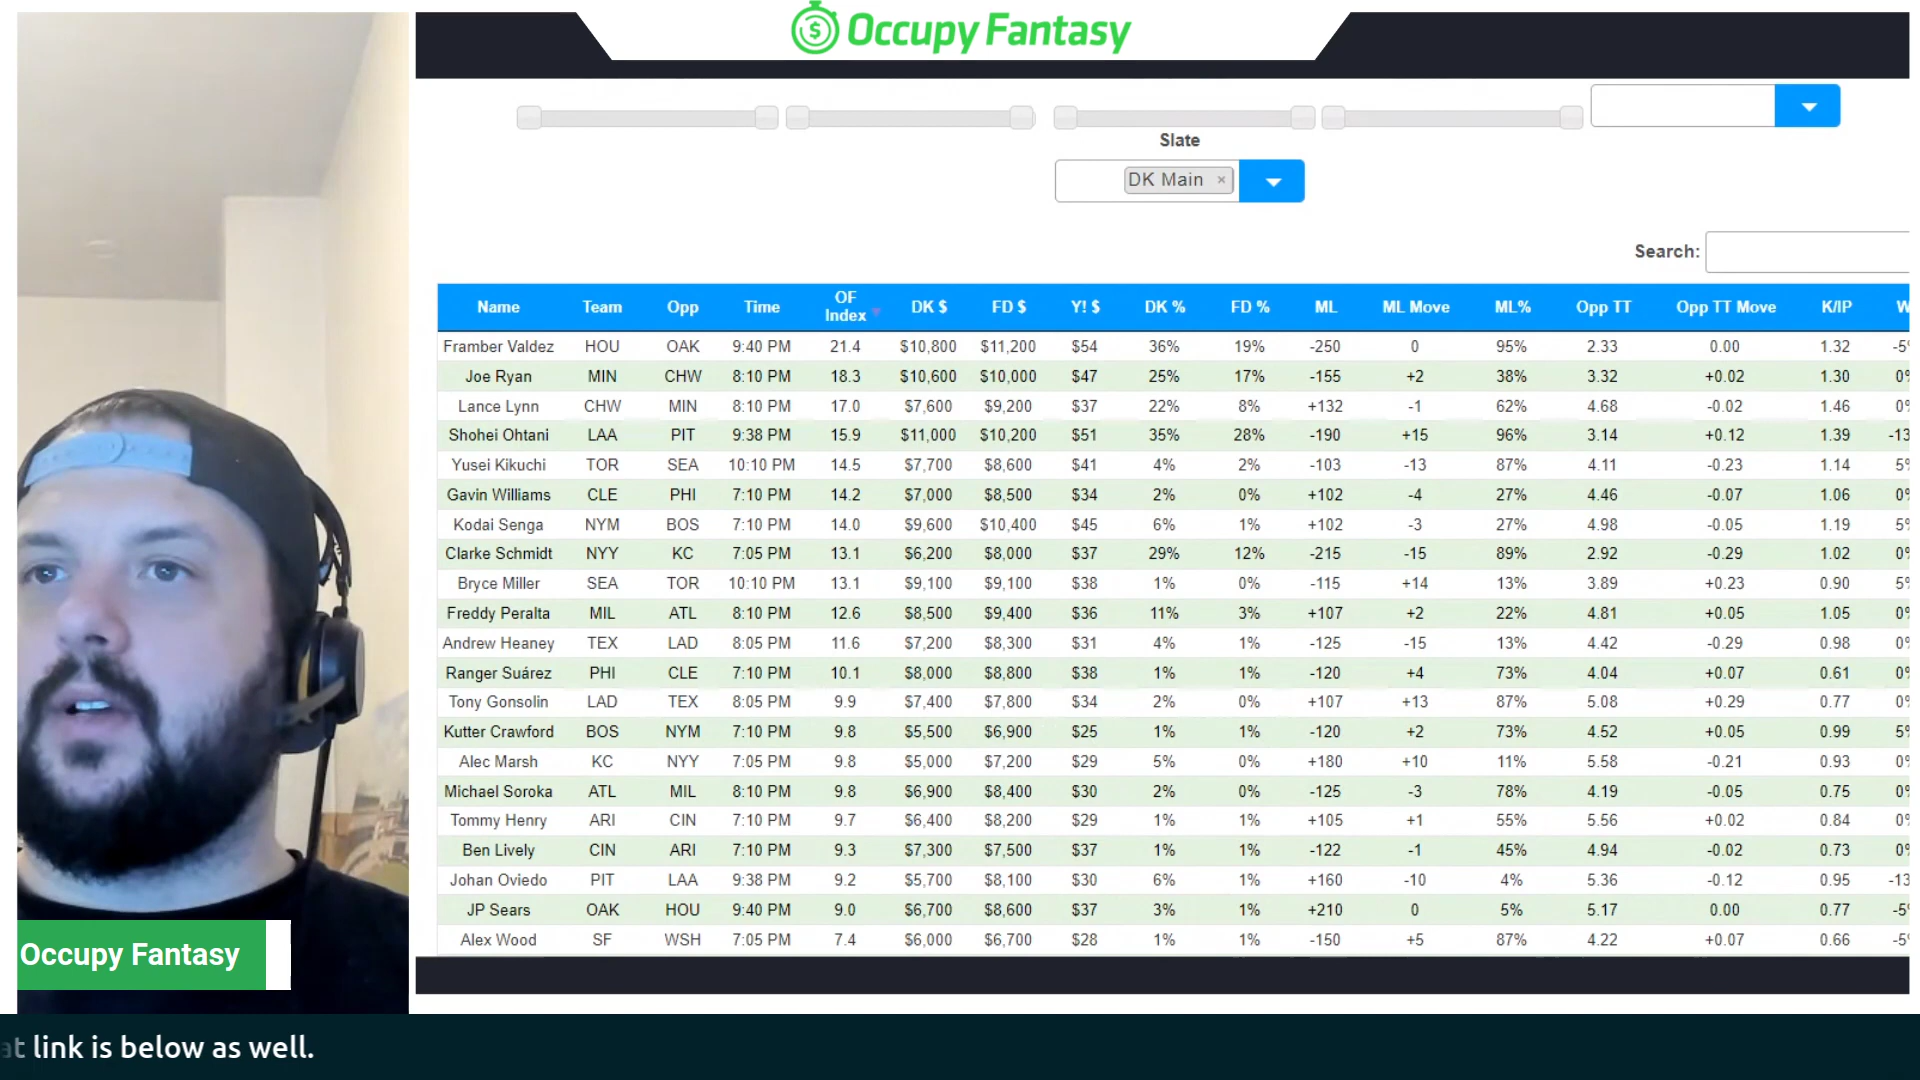 Occupy Fantasy
Slate
DK Main ×
Search:
Name Team Opp Time OF Index DK $ FD $ Y! $ DK % FD % ML ML Move ML% Opp TT Opp TT Move K/IP W
Framber Valdez HOU OAK 9:40 PM 21.4 $10,800 $11,200 $54 36% 19% -250 0 95% 2.33 0.00 1.32 -5%
Joe Ryan MIN CHW 8:10 PM 18.3 $10,600 $10,000 $47 25% 17% -155 +2 38% 3.32 +0.02 1.30 0%
Lance Lynn CHW MIN 8:10 PM 17.0 $7,600 $9,200 $37 22% 8% +132 -1 62% 4.68 -0.02 1.46 0%
Shohei Ohtani LAA PIT 9:38 PM 15.9 $11,000 $10,200 $51 35% 28% -190 +15 96% 3.14 +0.12 1.39 -13
Yusei Kikuchi TOR SEA 10:10 PM 14.5 $7,700 $8,600 $41 4% 2% -103 -13 87% 4.11 -0.23 1.14 5%
Gavin Williams CLE PHI 7:10 PM 14.2 $7,000 $8,500 $34 2% 0% +102 -4 27% 4.46 -0.07 1.06 0%
Kodai Senga NYM BOS 7:10 PM 14.0 $9,600 $10,400 $45 6% 1% +102 -3 27% 4.98 -0.05 1.19 5%
Clarke Schmidt NYY KC 7:05 PM 13.1 $6,200 $8,000 $37 29% 12% -215 -15 89% 2.92 -0.29 1.02 0%
Bryce Miller SEA TOR 10:10 PM 13.1 $9,100 $9,100 $38 1% 0% -115 +14 13% 3.89 +0.23 0.90 5%
Freddy Peralta MIL ATL 8:10 PM 12.6 $8,500 $9,400 $36 11% 3% +107 +2 22% 4.81 +0.05 1.05 0%
Andrew Heaney TEX LAD 8:05 PM 11.6 $7,200 $8,300 $31 4% 1% -125 -15 13% 4.42 -0.29 0.98 0%
Ranger Suárez PHI CLE 7:10 PM 10.1 $8,000 $8,800 $38 1% 1% -120 +4 73% 4.04 +0.07 0.61 0%
Tony Gonsolin LAD TEX 8:05 PM 9.9 $7,400 $7,800 $34 2% 0% +107 +13 87% 5.08 +0.29 0.77 0%
Kutter Crawford BOS NYM 7:10 PM 9.8 $5,500 $6,900 $25 1% 1% -120 +2 73% 4.52 +0.05 0.99 5%
Alec Marsh KC NYY 7:05 PM 9.8 $5,000 $7,200 $29 5% 0% +180 +10 11% 5.58 -0.21 0.93 0%
Michael Soroka ATL MIL 8:10 PM 9.8 $6,900 $8,400 $30 2% 0% -125 -3 78% 4.19 -0.05 0.75 0%
Tommy Henry ARI CIN 7:10 PM 9.7 $6,400 $8,200 $29 1% 1% +105 +1 55% 5.56 +0.02 0.84 0%
Ben Lively CIN ARI 7:10 PM 9.3 $7,300 $7,500 $37 1% 1% -122 -1 45% 4.94 -0.02 0.73 0%
Johan Oviedo PIT LAA 9:38 PM 9.2 $5,700 $8,100 $30 6% 1% +160 -10 4% 5.36 -0.12 0.95 -13
JP Sears OAK HOU 9:40 PM 9.0 $6,700 $8,600 $37 3% 1% +210 0 5% 5.17 0.00 0.77 -5%
Alex Wood SF WSH 7:05 PM 7.4 $6,000 $6,700 $28 1% 1% -150 +5 87% 4.22 +0.07 0.66 -5%
Occupy Fantasy
at link is below as well.